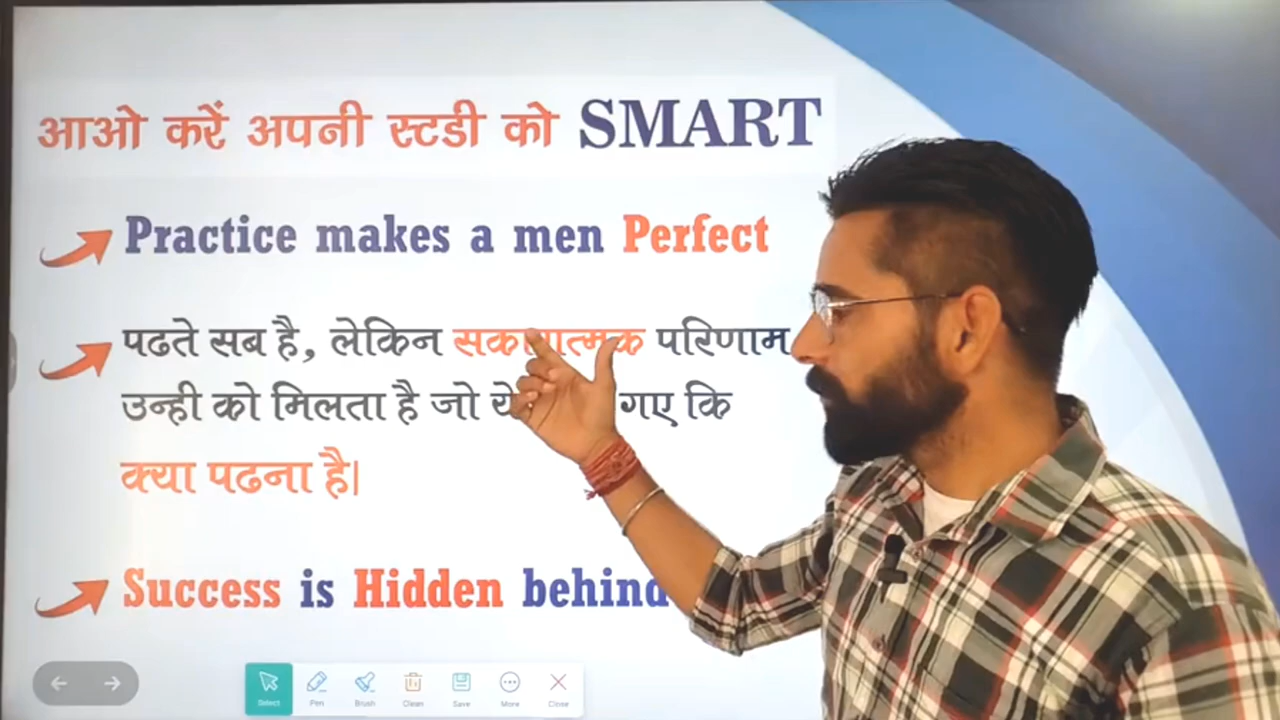 आओ करें अपनी स्टडी को SMART
Practice makes a men Perfect
पढते सब है, लेकिन परिणाम
उन्ही को मिलता है जो गए कि
क्या पढना है|
Success is Hidden behind
Select Pen Brush Clean Save More Close